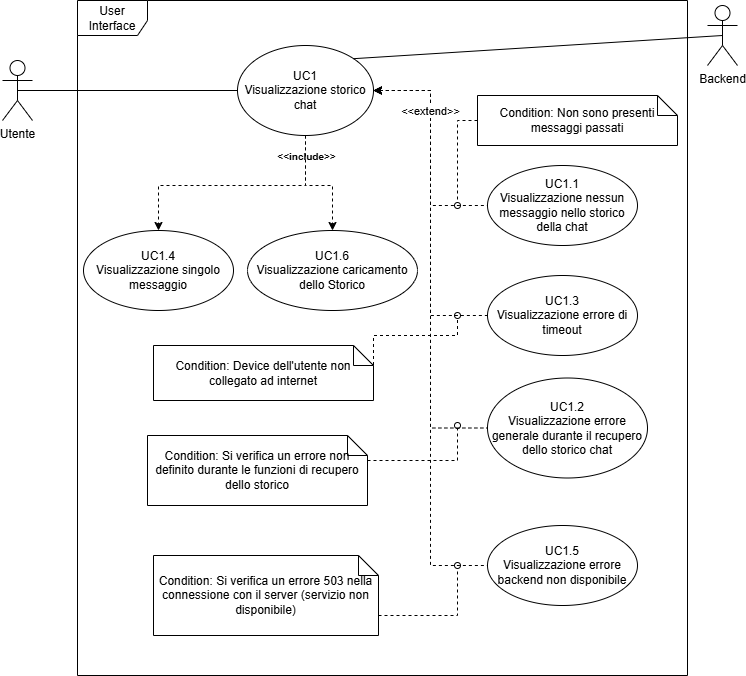 User
Interface
Backend
Utente
UC1
Visualizzazione storico
chat
<<extend>>
Condition: Non sono presenti
messaggi passati
<<include>>
UC1.1
Visualizzazione nessun
messaggio nello storico
della chat
UC1.4
Visualizzazione singolo
messaggio
UC1.6
Visualizzazione caricamento
dello Storico
UC1.3
Visualizzazione errore di
timeout
Condition: Device dell'utente non
collegato ad internet
UC1.2
Visualizzazione errore
generale durante il recupero
dello storico chat
Condition: Si verifica un errore non
definito durante le funzioni di recupero
dello storico
UC1.5
Visualizzazione errore
backend non disponibile
Condition: Si verifica un errore 503 nella
connessione con il server (servizio non
disponibile)